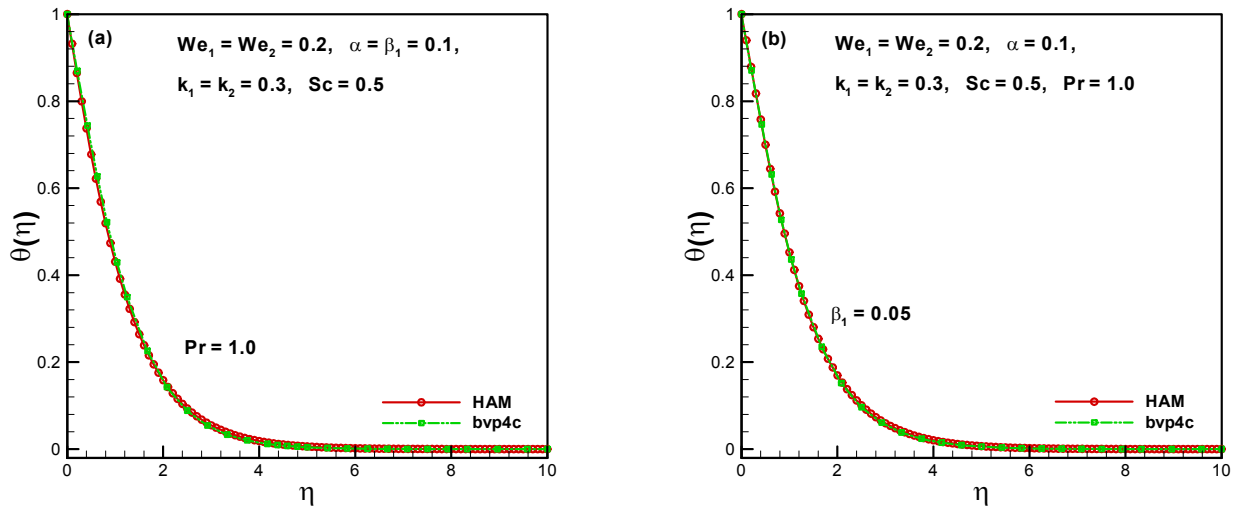 (a)
We₁ = We₂ = 0.2, α = β₁ = 0.1,
k₁ = k₂ = 0.3, Sc = 0.5
1
0.8
0.6
0.4
0.2
0
θ(η)
Pr = 1.0
HAM
bvp4c
0 2 4 6 8 10
η
(b)
We₁ = We₂ = 0.2, α = 0.1,
k₁ = k₂ = 0.3, Sc = 0.5, Pr = 1.0
1
0.8
0.6
0.4
0.2
0
θ(η)
β₁ = 0.05
HAM
bvp4c
0 2 4 6 8 10
η